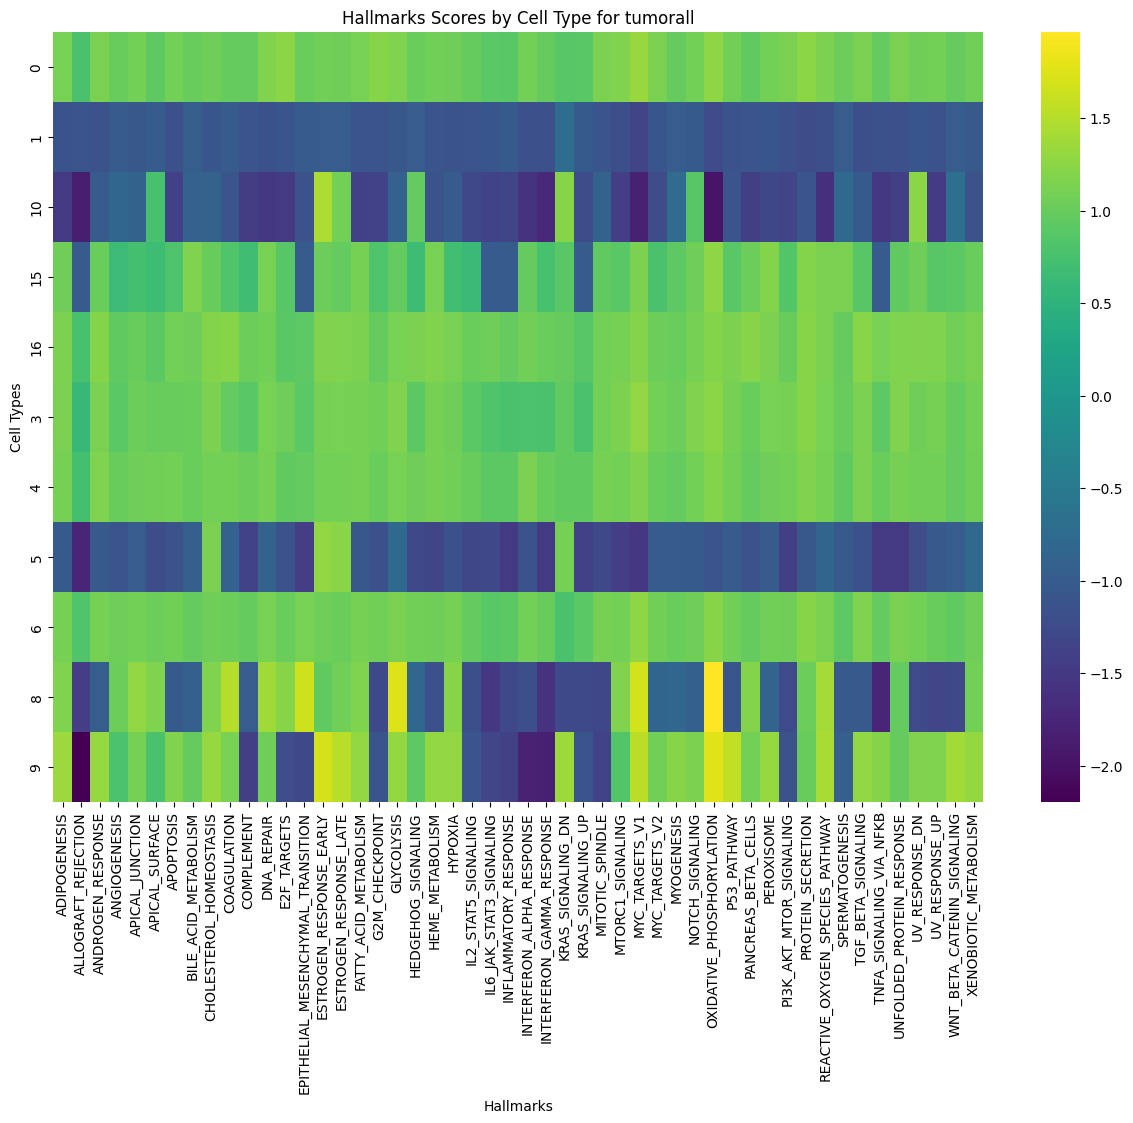 Hallmarks Scores by Cell Type for tumorall
Cell Types
0
1
10
15
16
3
4
5
6
8
9
1.5
1.0
0.5
0.0
−0.5
−1.0
−1.5
−2.0
ADIPOGENESIS
ALLOGRAFT_REJECTION
ANDROGEN_RESPONSE
ANGIOGENESIS
APICAL_JUNCTION
APICAL_SURFACE
APOPTOSIS
BILE_ACID_METABOLISM
CHOLESTEROL_HOMEOSTASIS
COAGULATION
COMPLEMENT
DNA_REPAIR
E2F_TARGETS
EPITHELIAL_MESENCHYMAL_TRANSITION
ESTROGEN_RESPONSE_EARLY
ESTROGEN_RESPONSE_LATE
FATTY_ACID_METABOLISM
G2M_CHECKPOINT
GLYCOLYSIS
HEDGEHOG_SIGNALING
HEME_METABOLISM
HYPOXIA
IL2_STAT5_SIGNALING
IL6_JAK_STAT3_SIGNALING
INFLAMMATORY_RESPONSE
INTERFERON_ALPHA_RESPONSE
INTERFERON_GAMMA_RESPONSE
KRAS_SIGNALING_DN
KRAS_SIGNALING_UP
MITOTIC_SPINDLE
MTORC1_SIGNALING
MYC_TARGETS_V1
MYC_TARGETS_V2
MYOGENESIS
NOTCH_SIGNALING
OXIDATIVE_PHOSPHORYLATION
P53_PATHWAY
PANCREAS_BETA_CELLS
PEROXISOME
PI3K_AKT_MTOR_SIGNALING
PROTEIN_SECRETION
REACTIVE_OXYGEN_SPECIES_PATHWAY
SPERMATOGENESIS
TGF_BETA_SIGNALING
TNFA_SIGNALING_VIA_NFKB
UNFOLDED_PROTEIN_RESPONSE
UV_RESPONSE_DN
UV_RESPONSE_UP
WNT_BETA_CATENIN_SIGNALING
XENOBIOTIC_METABOLISM
Hallmarks